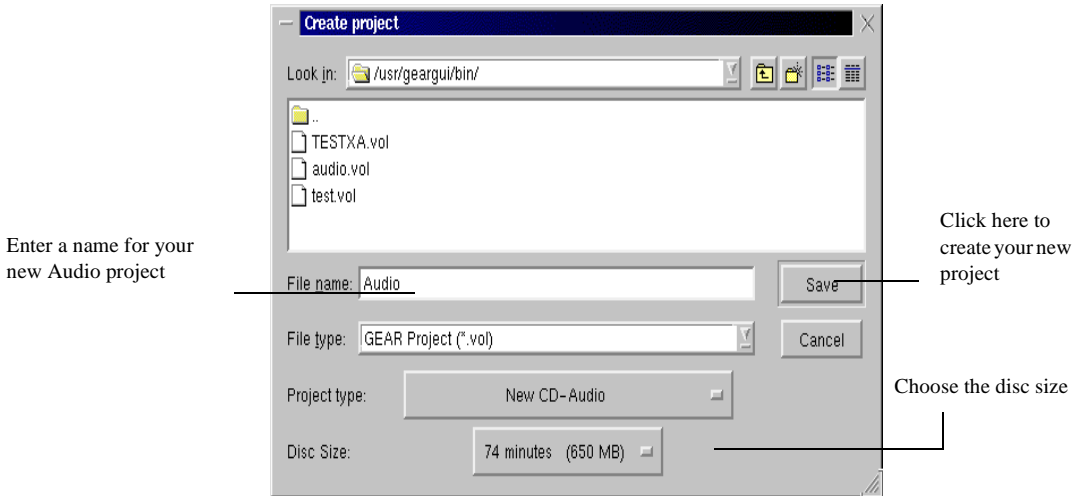 Create project
Look in: /usr/geargui/bin/
..
TESTXA.vol
audio.vol
test.vol
Enter a name for your
new Audio project
Click here to
create your new
project
File name: Audio
Save
File type: GEAR Project (*.vol)
Cancel
Project type: New CD-Audio
Choose the disc size
Disc Size: 74 minutes (650 MB)